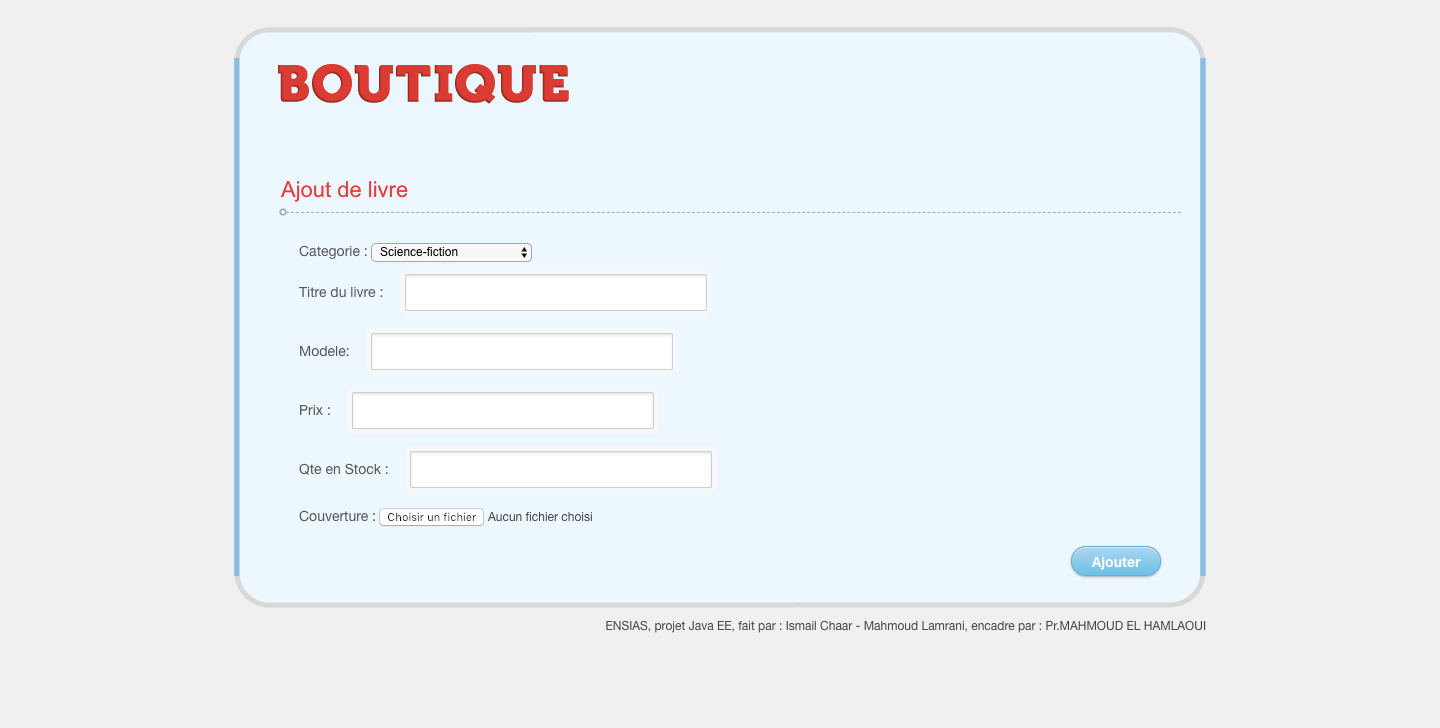 BOUTIQUE
Ajout de livre
Categorie : Science-fiction
Titre du livre :
Modele:
Prix :
Qte en Stock :
Couverture : Choisir un fichier Aucun fichier choisi
Ajouter
ENSIAS, projet Java EE, fait par : Ismail Chaar - Mahmoud Lamrani, encadre par : Pr.MAHMOUD EL HAMLAOUI